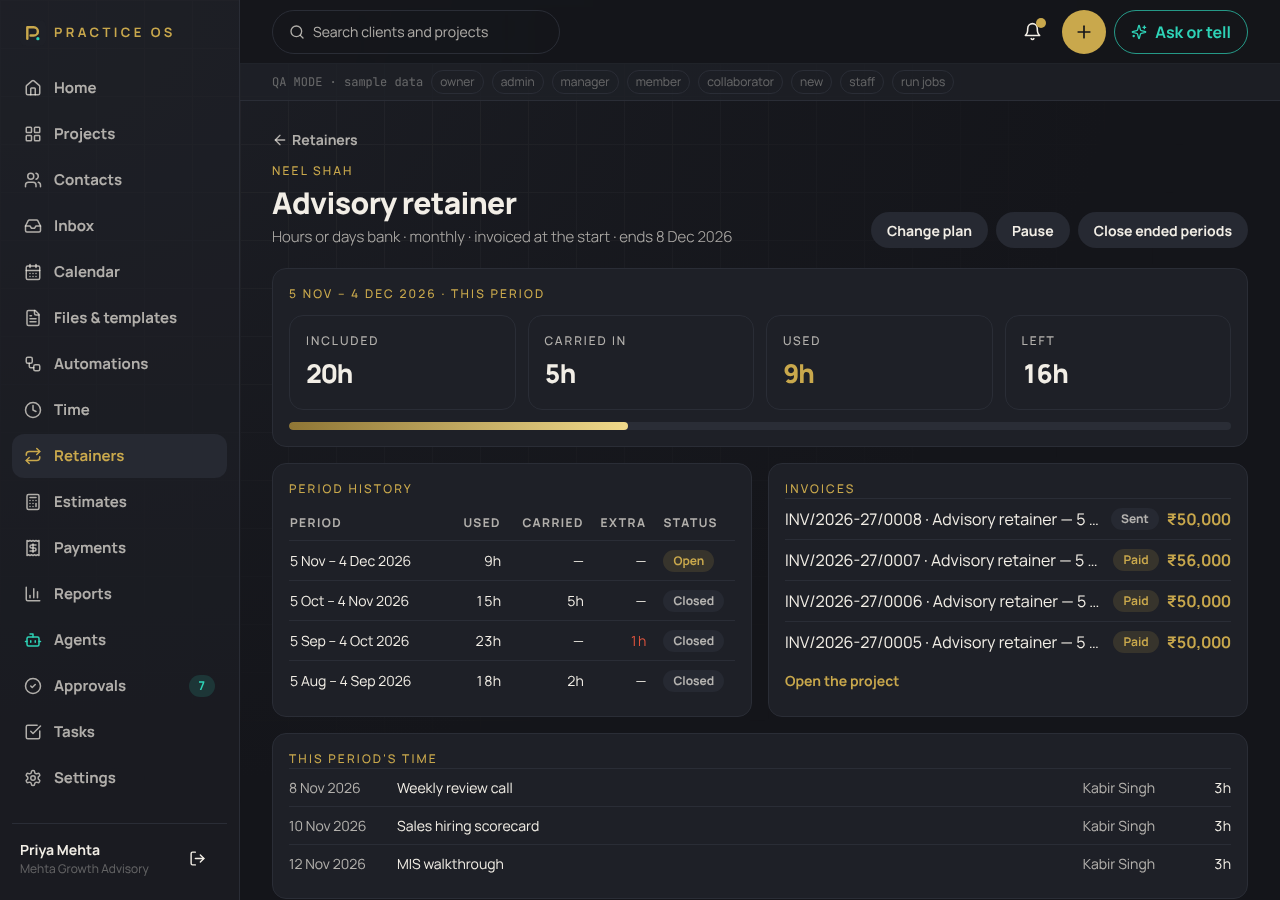 PRACTICE OS
Search clients and projects
Ask or tell
QA MODE · sample data owner admin manager member collaborator new staff run jobs
Home
Projects
Contacts
Inbox
Calendar
Files & templates
Automations
Time
Retainers
Estimates
Payments
Reports
Agents
Approvals 7
Tasks
Settings
Priya Mehta
Mehta Growth Advisory
Retainers
NEEL SHAH
Advisory retainer
Hours or days bank · monthly · invoiced at the start · ends 8 Dec 2026
Change plan Pause Close ended periods
5 NOV – 4 DEC 2026 · THIS PERIOD
INCLUDED
20h
CARRIED IN
5h
USED
9h
LEFT
16h
PERIOD HISTORY
PERIOD USED CARRIED EXTRA STATUS
5 Nov – 4 Dec 2026 9h — — Open
5 Oct – 4 Nov 2026 15h 5h — Closed
5 Sep – 4 Oct 2026 23h — 1h Closed
5 Aug – 4 Sep 2026 18h 2h — Closed
INVOICES
INV/2026-27/0008 · Advisory retainer — 5 ... Sent ₹50,000
INV/2026-27/0007 · Advisory retainer — 5 ... Paid ₹56,000
INV/2026-27/0006 · Advisory retainer — 5 ... Paid ₹50,000
INV/2026-27/0005 · Advisory retainer — 5 ... Paid ₹50,000
Open the project
THIS PERIOD'S TIME
8 Nov 2026 Weekly review call Kabir Singh 3h
10 Nov 2026 Sales hiring scorecard Kabir Singh 3h
12 Nov 2026 MIS walkthrough Kabir Singh 3h